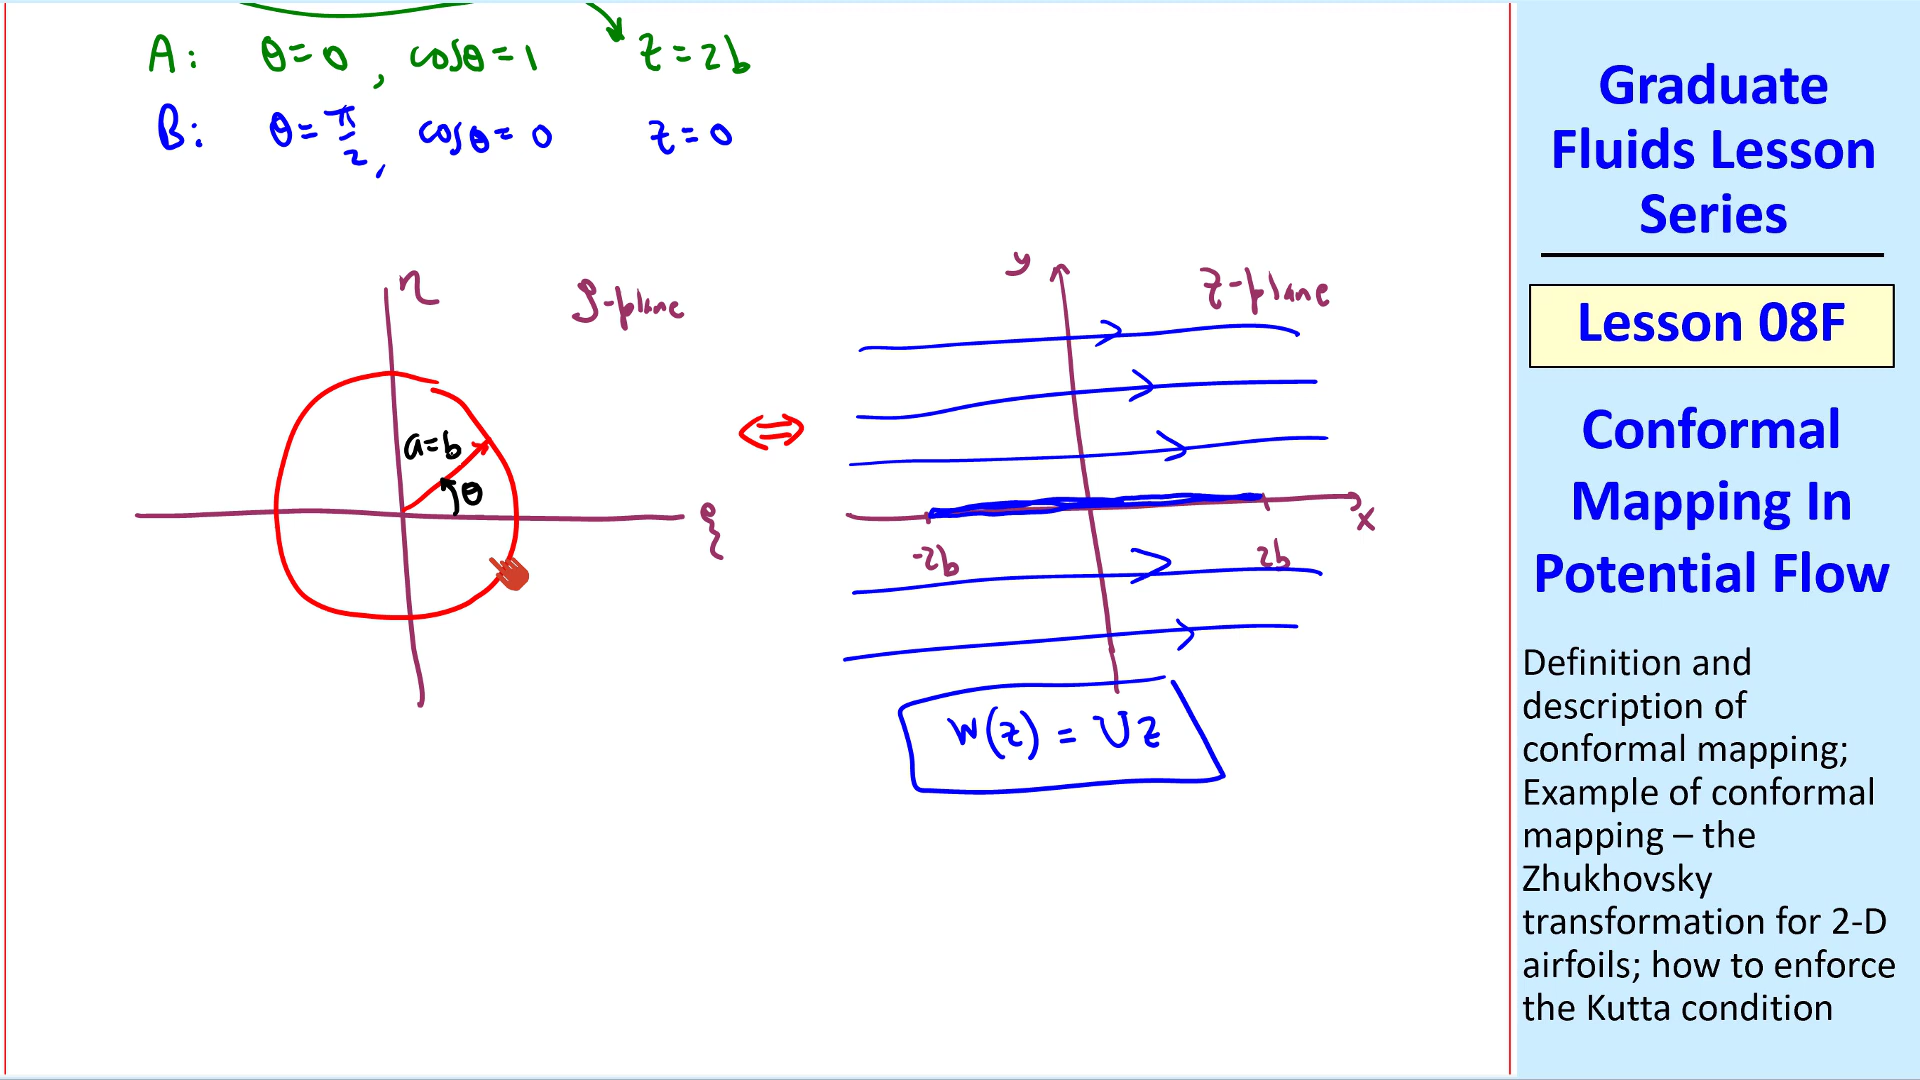 A: θ=0, cosθ=1 z=2b
B: θ=π/2, cosθ=0 z=0
η
ζ-plane
a=b
θ
ξ
y
z-plane
x
-2b
2b
W(z) = Uz
Graduate
Fluids Lesson
Series
Lesson 08F
Conformal
Mapping In
Potential Flow
Definition and
description of
conformal mapping;
Example of conformal
mapping – the
Zhukhovsky
transformation for 2-D
airfoils; how to enforce
the Kutta condition